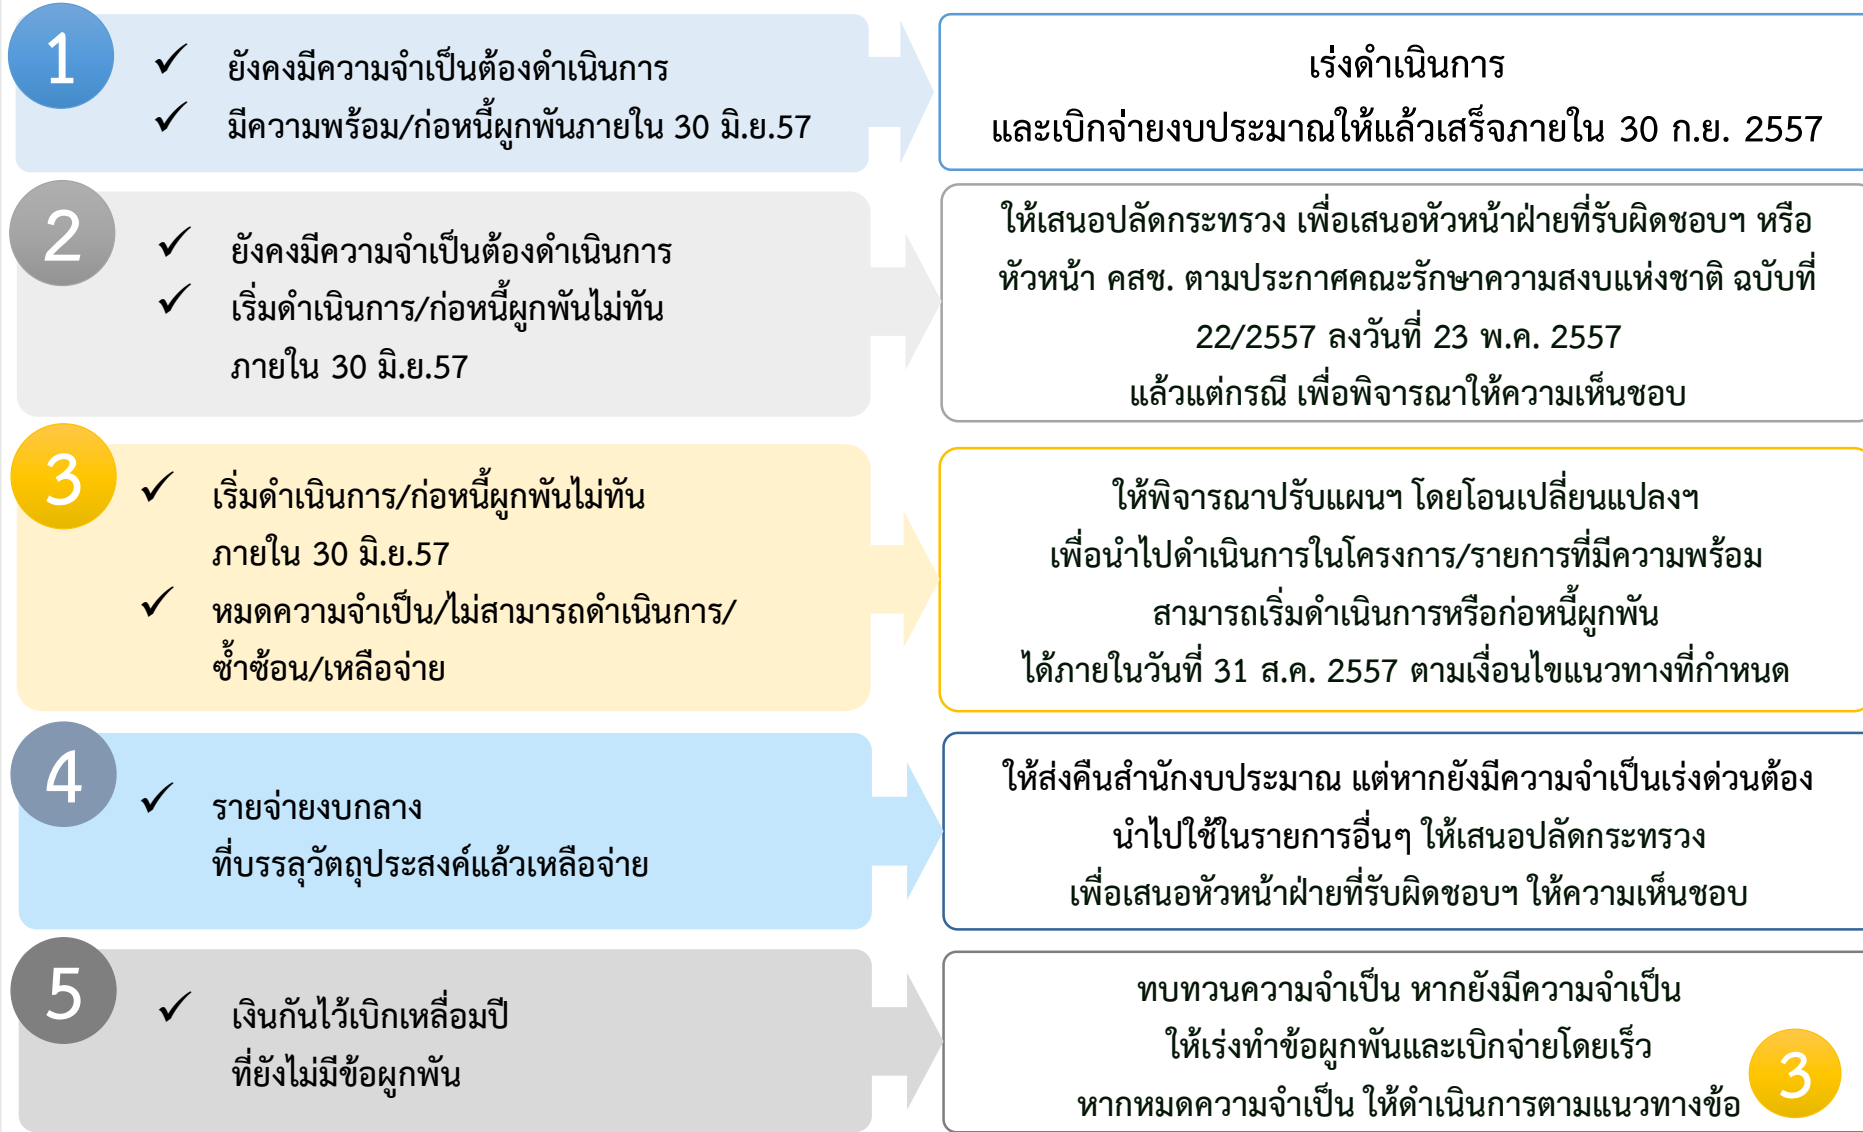 1
✓ ยังคงมีความจำเป็นต้องดำเนินการ
✓ มีความพร้อม/ก่อหนี้ผูกพันภายใน 30 มิ.ย.57
เร่งดำเนินการ
และเบิกจ่ายงบประมาณให้แล้วเสร็จภายใน 30 ก.ย. 2557
2
✓ ยังคงมีความจำเป็นต้องดำเนินการ
✓ เริ่มดำเนินการ/ก่อหนี้ผูกพันไม่ทัน
ภายใน 30 มิ.ย.57
ให้เสนอปลัดกระทรวง เพื่อเสนอหัวหน้าฝ่ายที่รับผิดชอบฯ หรือ
หัวหน้า คสช. ตามประกาศคณะรักษาความสงบแห่งชาติ ฉบับที่
22/2557 ลงวันที่ 23 พ.ค. 2557
แล้วแต่กรณี เพื่อพิจารณาให้ความเห็นชอบ
3
✓ เริ่มดำเนินการ/ก่อหนี้ผูกพันไม่ทัน
ภายใน 30 มิ.ย.57
✓ หมดความจำเป็น/ไม่สามารถดำเนินการ/
ซ้ำซ้อน/เหลือจ่าย
ให้พิจารณาปรับแผนฯ โดยโอนเปลี่ยนแปลงฯ
เพื่อนำไปดำเนินการในโครงการ/รายการที่มีความพร้อม
สามารถเริ่มดำเนินการหรือก่อหนี้ผูกพัน
ได้ภายในวันที่ 31 ส.ค. 2557 ตามเงื่อนไขแนวทางที่กำหนด
4
✓ รายจ่ายงบกลาง
ที่บรรลุวัตถุประสงค์แล้วเหลือจ่าย
ให้ส่งคืนสำนักงบประมาณ แต่หากยังมีความจำเป็นเร่งด่วนต้อง
นำไปใช้ในรายการอื่นๆ ให้เสนอปลัดกระทรวง
เพื่อเสนอหัวหน้าฝ่ายที่รับผิดชอบฯ ให้ความเห็นชอบ
5
✓ เงินกันไว้เบิกเหลื่อมปี
ที่ยังไม่มีข้อผูกพัน
ทบทวนความจำเป็น หากยังมีความจำเป็น
ให้เร่งทำข้อผูกพันและเบิกจ่ายโดยเร็ว
หากหมดความจำเป็น ให้ดำเนินการตามแนวทางข้อ 3